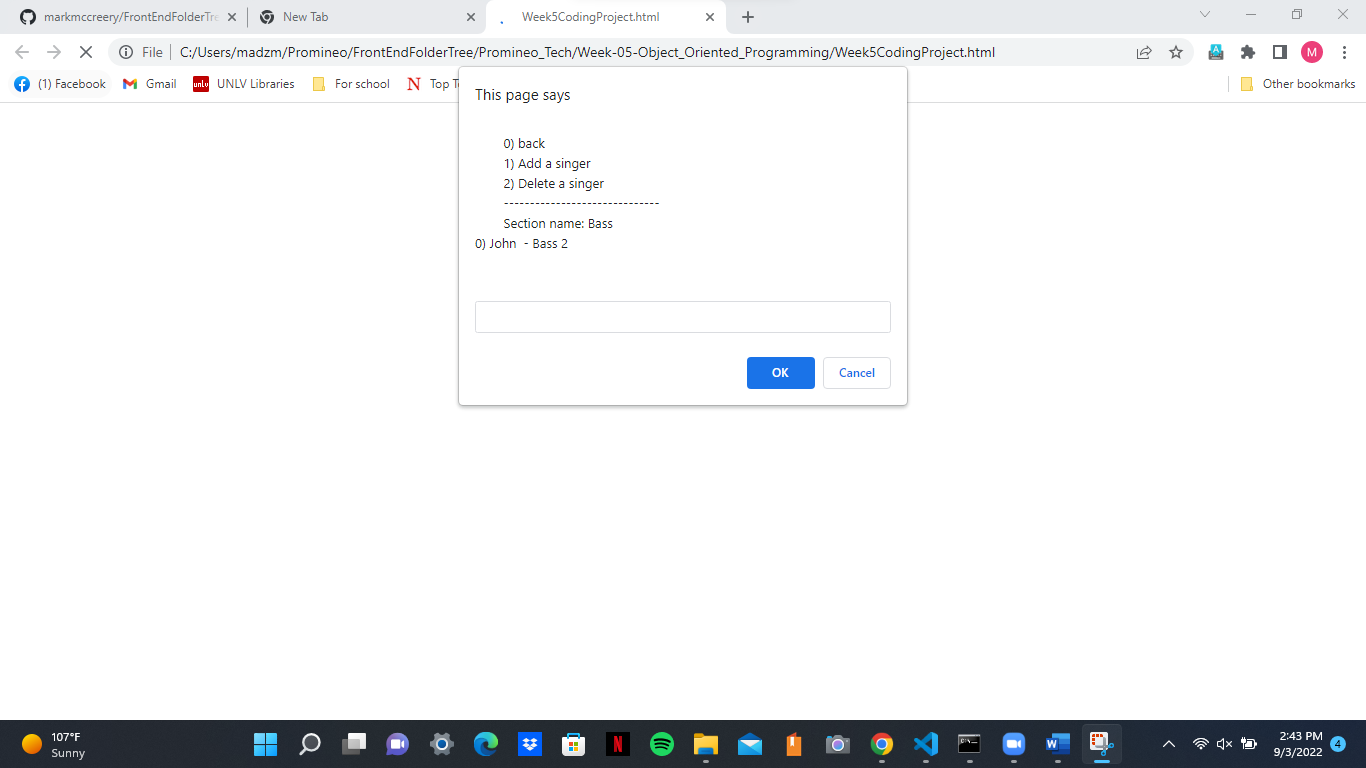 markmccreery/FrontEndFolderTre
New Tab
Week5CodingProject.html
File C:/Users/madzm/Promineo/FrontEndFolderTree/Promineo_Tech/Week-05-Object_Oriented_Programming/Week5CodingProject.html
M
(1) Facebook
Gmail
unlv UNLV Libraries
For school
N Top T
Other bookmarks
This page says
0) back
1) Add a singer
2) Delete a singer
------------------------------
Section name: Bass
0) John  - Bass 2
OK
Cancel
107°F
Sunny
N
2:43 PM
9/3/2022
4